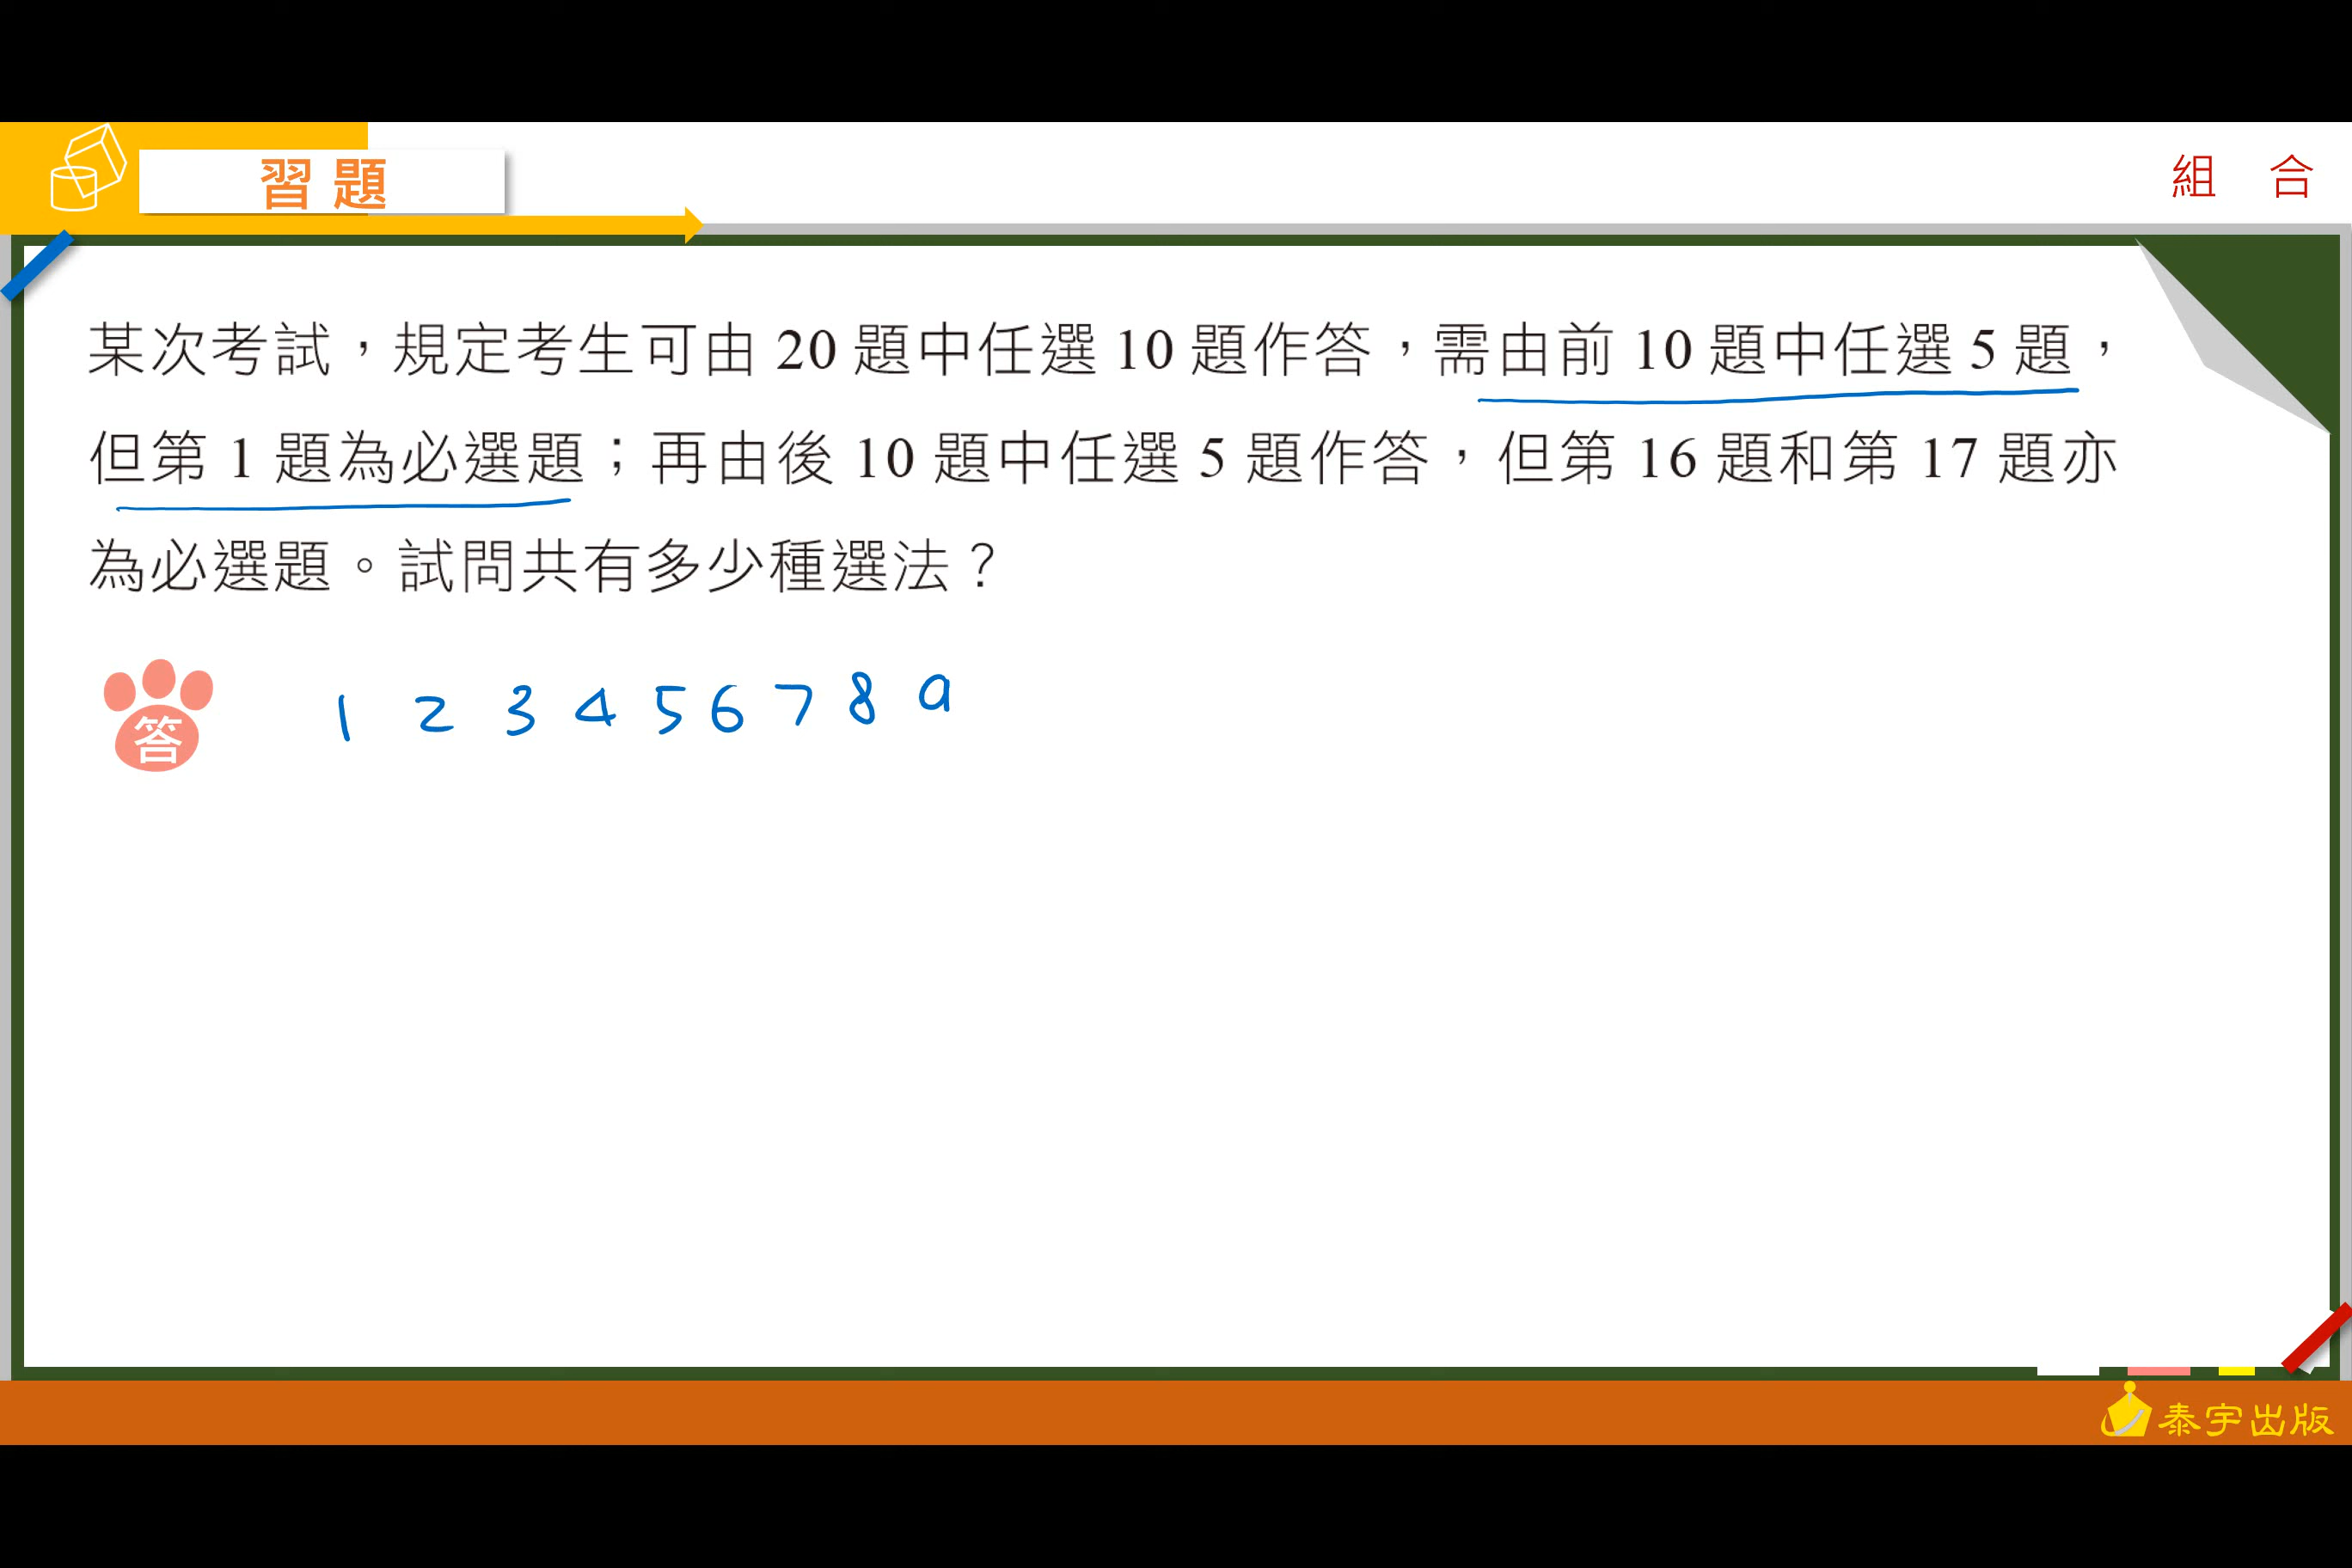 習題
組 合
某次考試，規定考生可由 20 題中任選 10 題作答，需由前 10 題中任選 5 題，
但第 1 題為必選題；再由後 10 題中任選 5 題作答，但第 16 題和第 17 題亦
為必選題。試問共有多少種選法？
答
1 2 3 4 5 6 7 8 9
泰宇出版